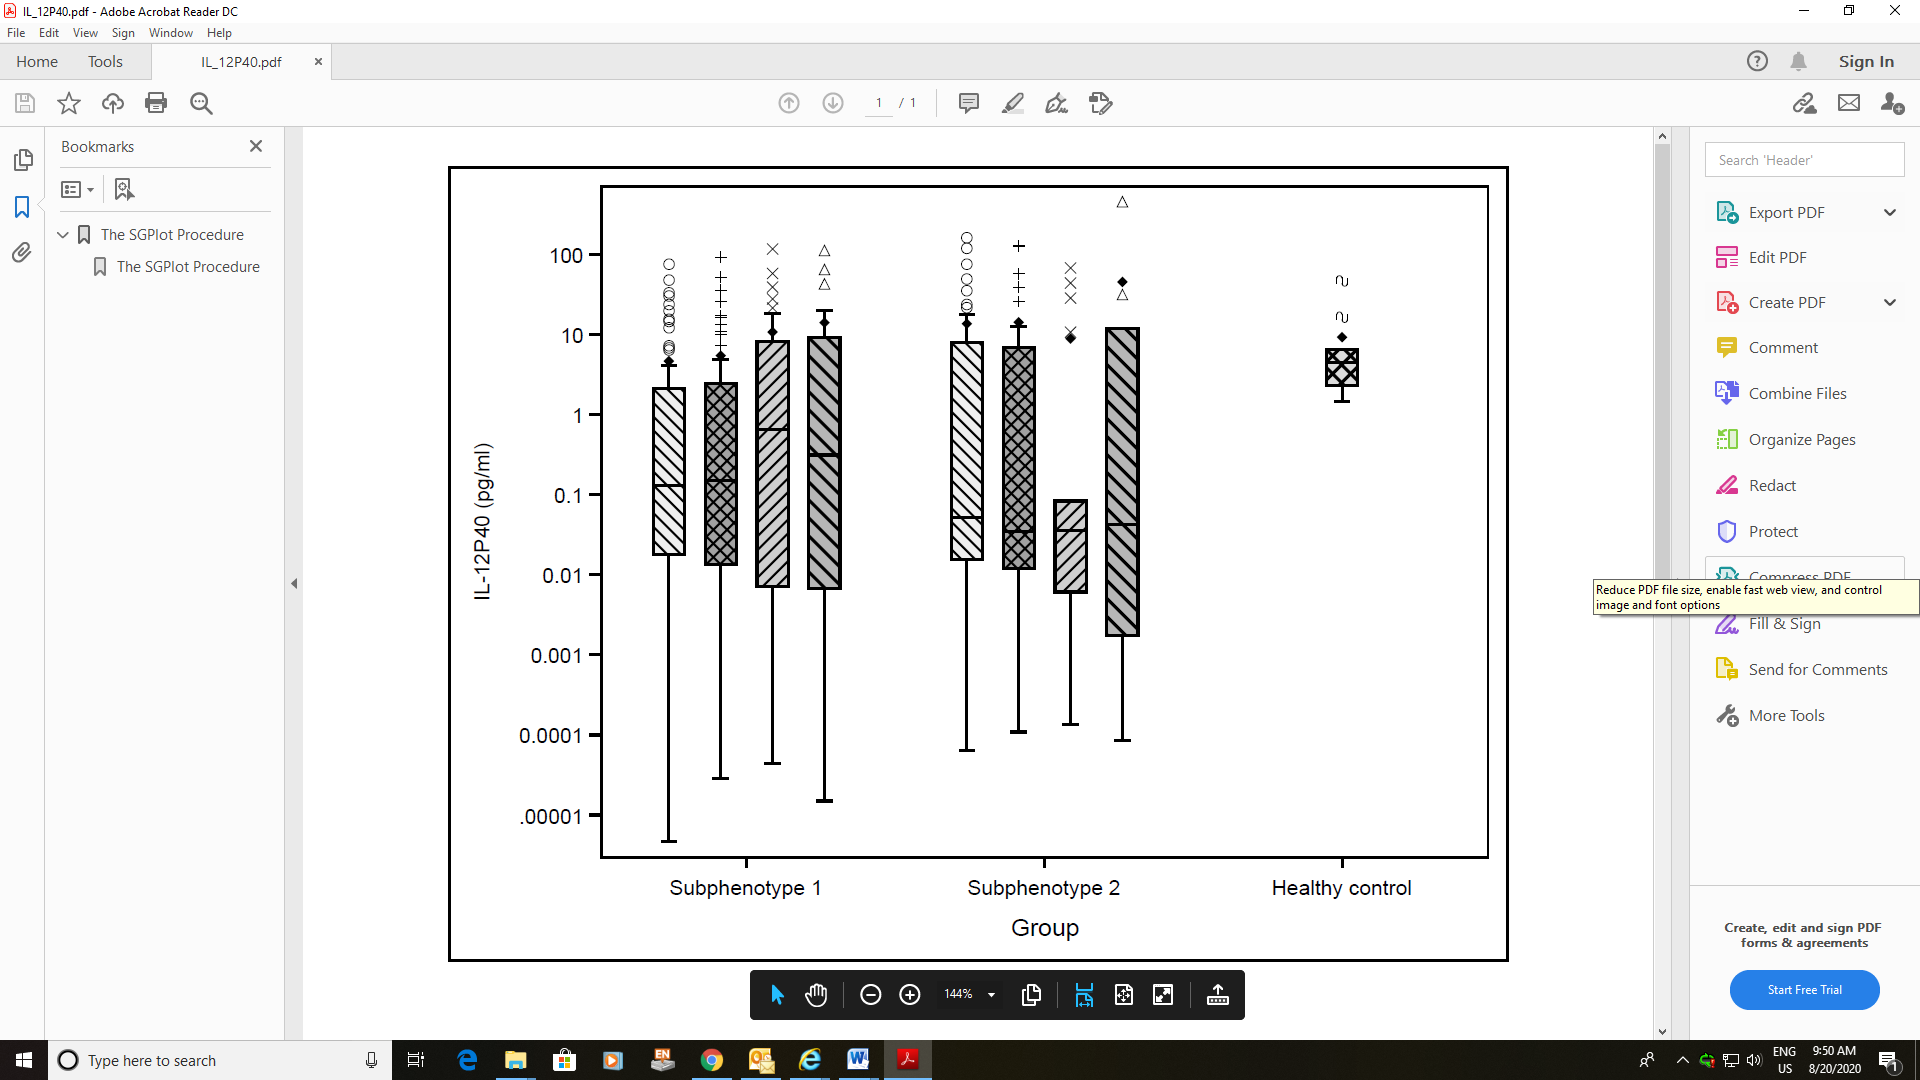 IL_12P40.pdf - Adobe Acrobat Reader DC
File Edit View Sign Window Help
Home Tools IL_12P40.pdf × Sign In
1 / 1
Bookmarks
The SGPlot Procedure
The SGPlot Procedure
100
10
1
0.1
0.01
0.001
0.0001
.00001
IL-12P40 (pg/ml)
Subphenotype 1 Subphenotype 2 Healthy control
Group
144%
Search 'Header'
Export PDF
Edit PDF
Create PDF
Comment
Combine Files
Organize Pages
Redact
Protect
Compress PDF
Reduce PDF file size, enable fast web view, and control
image and font options
Fill & Sign
Send for Comments
More Tools
Create, edit and sign PDF
forms & agreements
Start Free Trial
Type here to search
EN
ENG
US
9:50 AM
8/20/2020
1